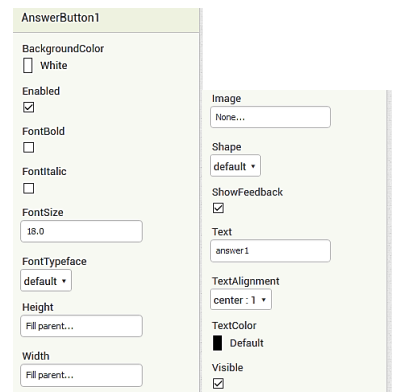 AnswerButton1
BackgroundColor
White
Enabled
FontBold
FontItalic
FontSize
18.0
FontTypeface
default
Height
Fill parent...
Width
Fill parent...
Image
None...
Shape
default
ShowFeedback
Text
answer1
TextAlignment
center : 1
TextColor
Default
Visible